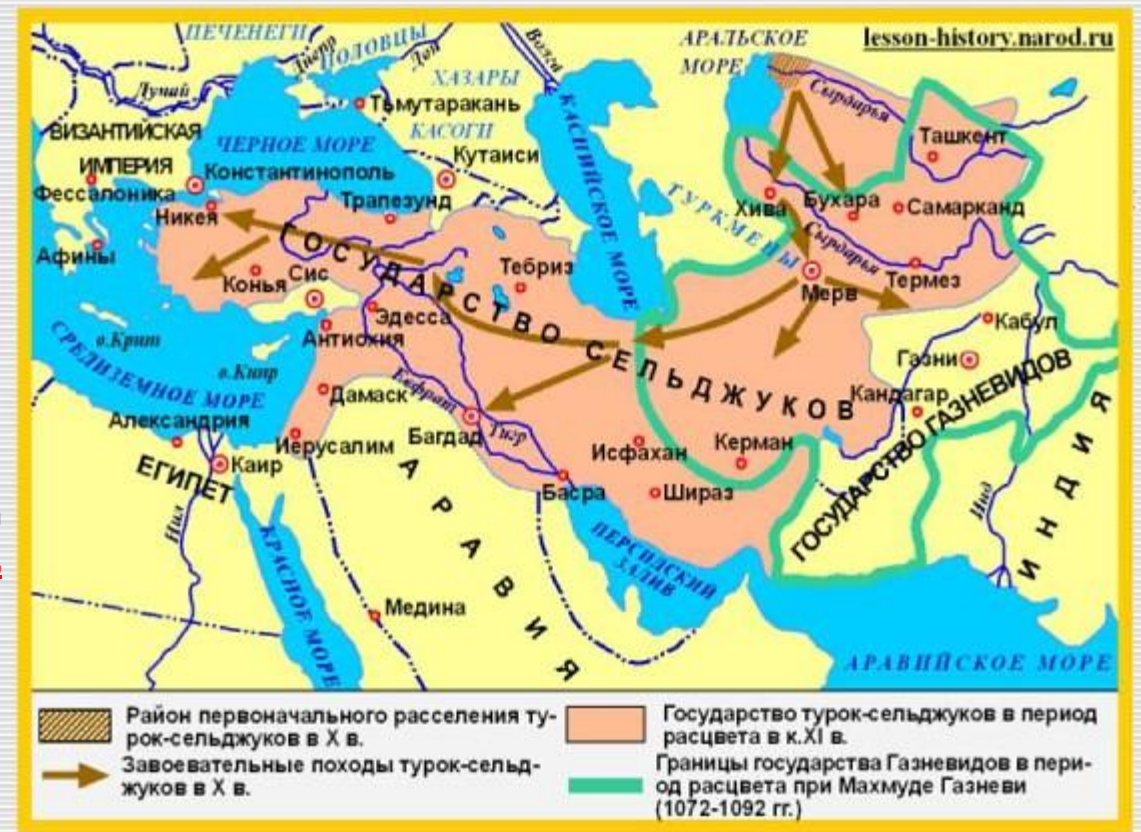 ПЕЧЕНЕГИ
ПОЛОВЦЫ
Днепр
Дон
Волга
АРАЛЬСКОЕ
МОРЕ
lesson-history.narod.ru
Дунай
ХАЗАРЫ
Тьмутаракань
КАСОГИ
Сырдарья
Ташкент
ВИЗАНТИЙСКАЯ
ИМПЕРИЯ
ЧЕРНОЕ МОРЕ
Кутаиси
КАСПИЙСКОЕ МОРЕ
Фессалоника
Константинополь
Никея
Трапезунд
ТУРКМЕНЫ
Хива
Бухара
Самарканд
Сырдарья
Термез
Мерв
Афины
Конья
Сис
Тебриз
ГОСУДАРСТВО СЕЛЬДЖУКОВ
Эдесса
Антиохия
Кабул
Газни
о.Крит
СРЕДИЗЕМНОЕ МОРЕ
о.Кипр
Дамаск
Евфрат
Тигр
Кандагар
ГОСУДАРСТВО ГАЗНЕВИДОВ
Александрия
Иерусалим
Багдад
Исфахан
Керман
ЕГИПЕТ
Каир
Басра
Шираз
Нил
АРАВИЯ
Инд
ИНДИЯ
КРАСНОЕ МОРЕ
ПЕРСИДСКИЙ
ЗАЛИВ
Медина
АРАВИЙСКОЕ МОРЕ
Район первоначального расселения ту-
рок-сельджуков в X в.
Завоевательные походы турок-сельд-
жуков в X в.
Государство турок-сельджуков в период
расцвета в к.XI в.
Границы государства Газневидов в пери-
од расцвета при Махмуде Газневи
(1072-1092 гг.)